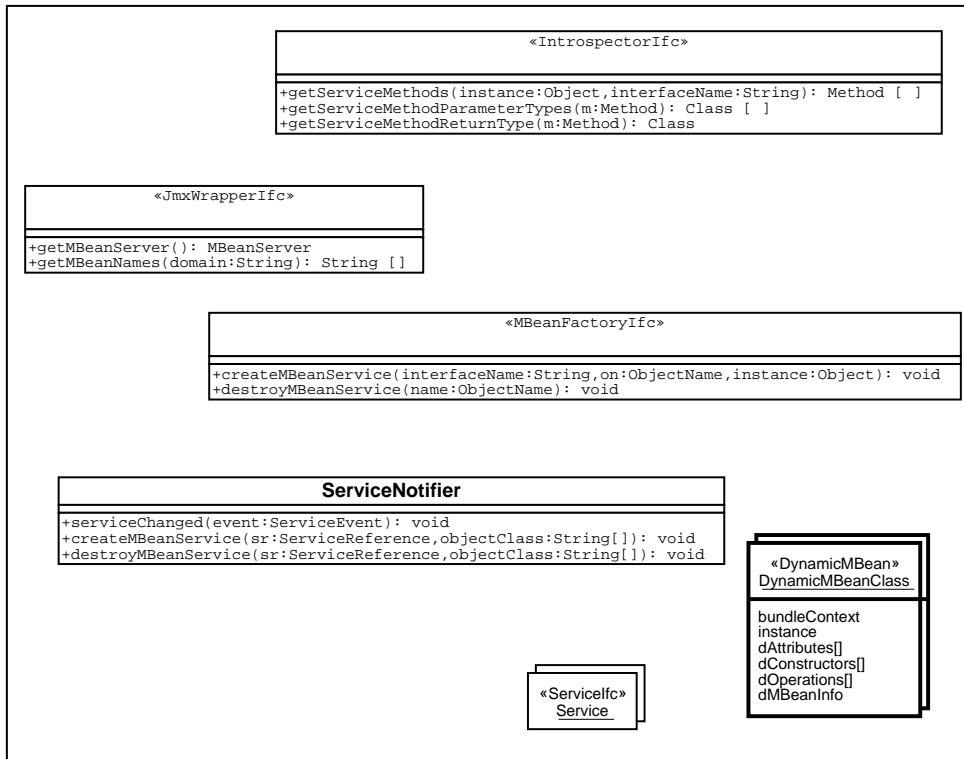 «IntrospectorIfc»
+getServiceMethods(instance:Object,interfaceName:String): Method [ ]
+getServiceMethodParameterTypes(m:Method): Class [ ]
+getServiceMethodReturnType(m:Method): Class
«JmxWrapperIfc»
+getMBeanServer(): MBeanServer
+getMBeanNames(domain:String): String []
«MBeanFactoryIfc»
+createMBeanService(interfaceName:String,on:ObjectName,instance:Object): void
+destroyMBeanService(name:ObjectName): void
ServiceNotifier
+serviceChanged(event:ServiceEvent): void
+createMBeanService(sr:ServiceReference,objectClass:String[]): void
+destroyMBeanService(sr:ServiceReference,objectClass:String[]): void
«DynamicMBean»
DynamicMBeanClass
bundleContext
instance
dAttributes[]
dConstructors[]
dOperations[]
dMBeanInfo
«ServiceIfc»
Service